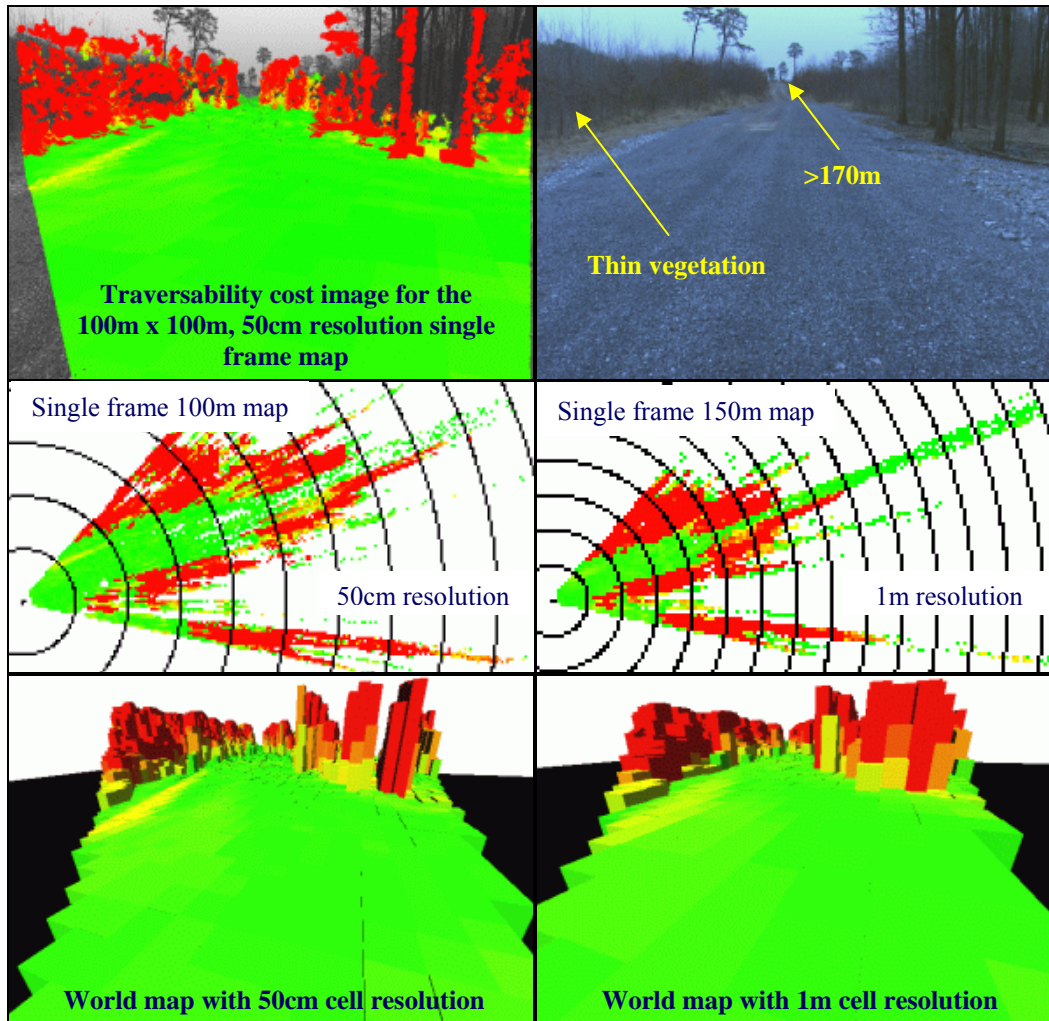 Traversability cost image for the
100m x 100m, 50cm resolution single
frame map
>170m
Thin vegetation
Single frame 100m map
50cm resolution
Single frame 150m map
1m resolution
World map with 50cm cell resolution
World map with 1m cell resolution